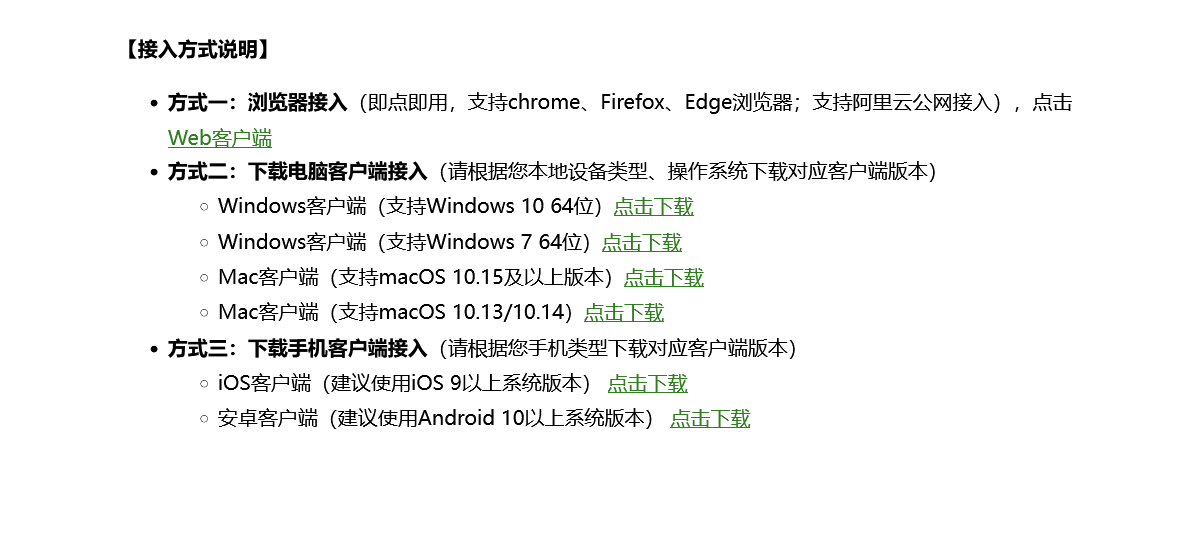 【接入方式说明】
• 方式一：浏览器接入（即点即用，支持chrome、Firefox、Edge浏览器；支持阿里云公网接入），点击
Web客户端
• 方式二：下载电脑客户端接入（请根据您本地设备类型、操作系统下载对应客户端版本）
○ Windows客户端（支持Windows 10 64位）点击下载
○ Windows客户端（支持Windows 7 64位）点击下载
○ Mac客户端（支持macOS 10.15及以上版本）点击下载
○ Mac客户端（支持macOS 10.13/10.14）点击下载
• 方式三：下载手机客户端接入（请根据您手机类型下载对应客户端版本）
○ iOS客户端（建议使用iOS 9以上系统版本） 点击下载
○ 安卓客户端（建议使用Android 10以上系统版本） 点击下载